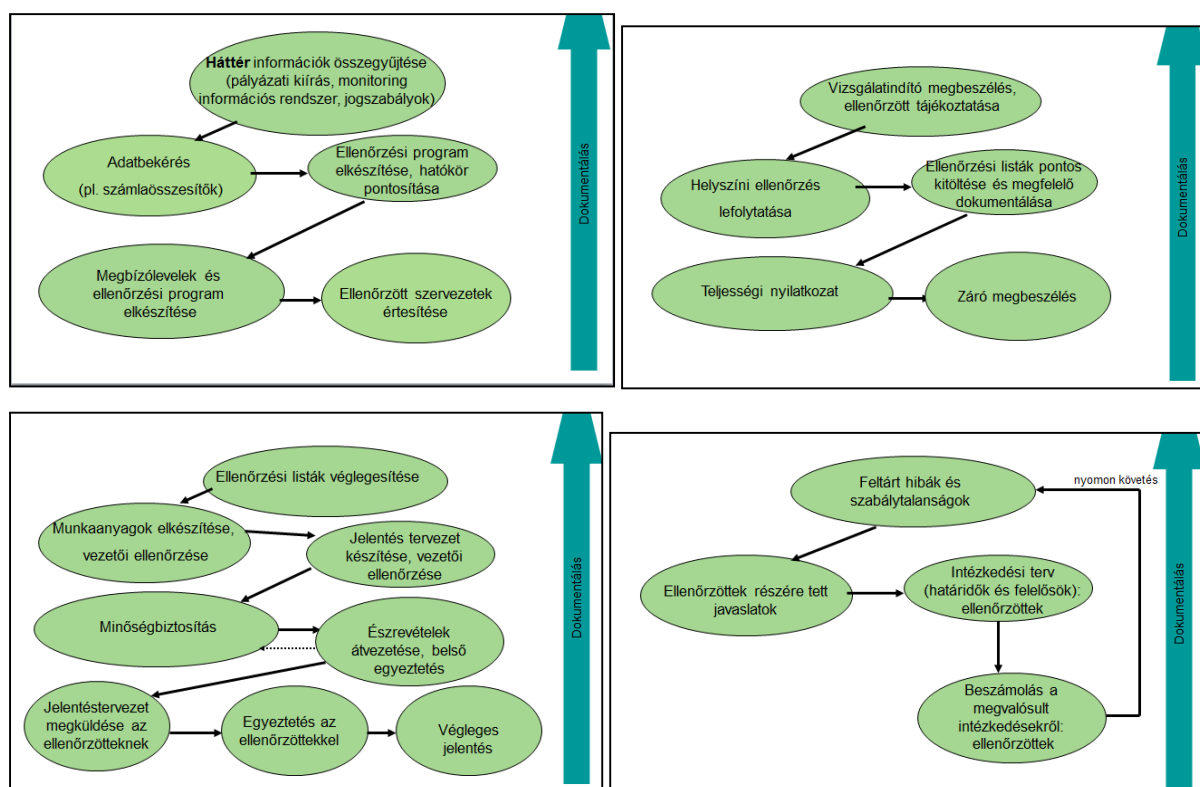 Háttér információk összegyűjtése
(pályázati kiírás, monitoring
információs rendszer, jogszabályok)
Adatbekérés
(pl. számlaösszesítők)
Ellenőrzési program
elkészítése, hatókör
pontosítása
Megbízólevelek és
ellenőrzési program
elkészítése
Ellenőrzött szervezetek
értesítése
Dokumentálás
Vizsgálatindító megbeszélés,
ellenőrzött tájékoztatása
Helyszíni ellenőrzés
lefolytatása
Ellenőrzési listák pontos
kitöltése és megfelelő
dokumentálása
Teljességi nyilatkozat
Záró megbeszélés
Dokumentálás
Ellenőrzési listák véglegesítése
Munkaanyagok elkészítése,
vezetői ellenőrzése
Jelentés tervezet
készítése, vezetői
ellenőrzése
Minőségbiztosítás
Észrevételek
átvezetése, belső
egyeztetés
Jelentéstervezet
megküldése az
ellenőrzötteknek
Egyeztetés az
ellenőrzöttekkel
Végleges
jelentés
Dokumentálás
Feltárt hibák és
szabálytalanságok
nyomon követés
Ellenőrzöttek részére tett
javaslatok
Intézkedési terv
(határidők és felelősök):
ellenőrzöttek
Beszámolás a
megvalósult
intézkedésekről:
ellenőrzöttek
Dokumentálás